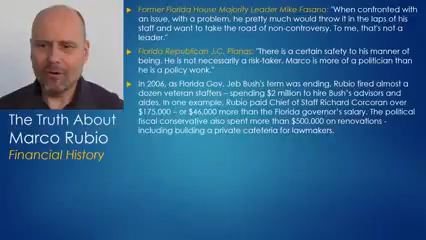 Former Florida House Majority Leader Mike Fasano: "When confronted with
an issue, with a problem, he pretty much would throw it in the laps of his
staff and want to take the road of non-controversy. To me, that's not a
leader."
Florida Republican J.C. Planas: "There is a certain safety to his manner of
being. He is not necessarily a risk-taker. Marco is more of a politician than
he is a policy wonk."
In 2006, as Florida Gov. Jeb Bush's term was ending, Rubio fired almost a
dozen veteran staffers – spending $2 million to hire Bush's advisors and
aides. In one example, Rubio paid Chief of Staff Richard Corcoran over
$175,000 – or $46,000 more than the Florida governor's salary. The political
fiscal conservative also spent more than $500,000 on renovations -
including building a private cafeteria for lawmakers.
The Truth About
Marco Rubio
Financial History